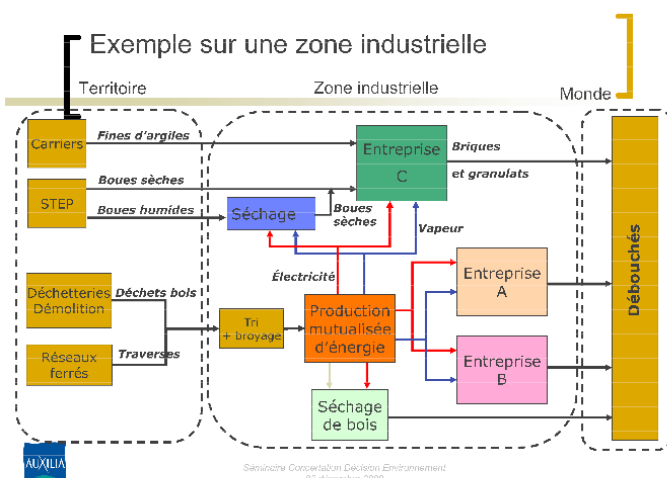 Exemple sur une zone industrielle
Territoire
Zone industrielle
Monde
Carriers
Fines d'argiles
Entreprise
C
Briques
et granulats
STEP
Boues sèches
Boues humides
Séchage
Boues
sèches
Vapeur
Électricité
Déchetteries
Démolition
Déchets bois
Réseaux
ferrés
Traverses
Tri
+ broyage
Production
mutualisée
d'énergie
Entreprise
A
Entreprise
B
Séchage
de bois
Débouchés
AUXILIA
Séminaire Concertation Décision Environnement